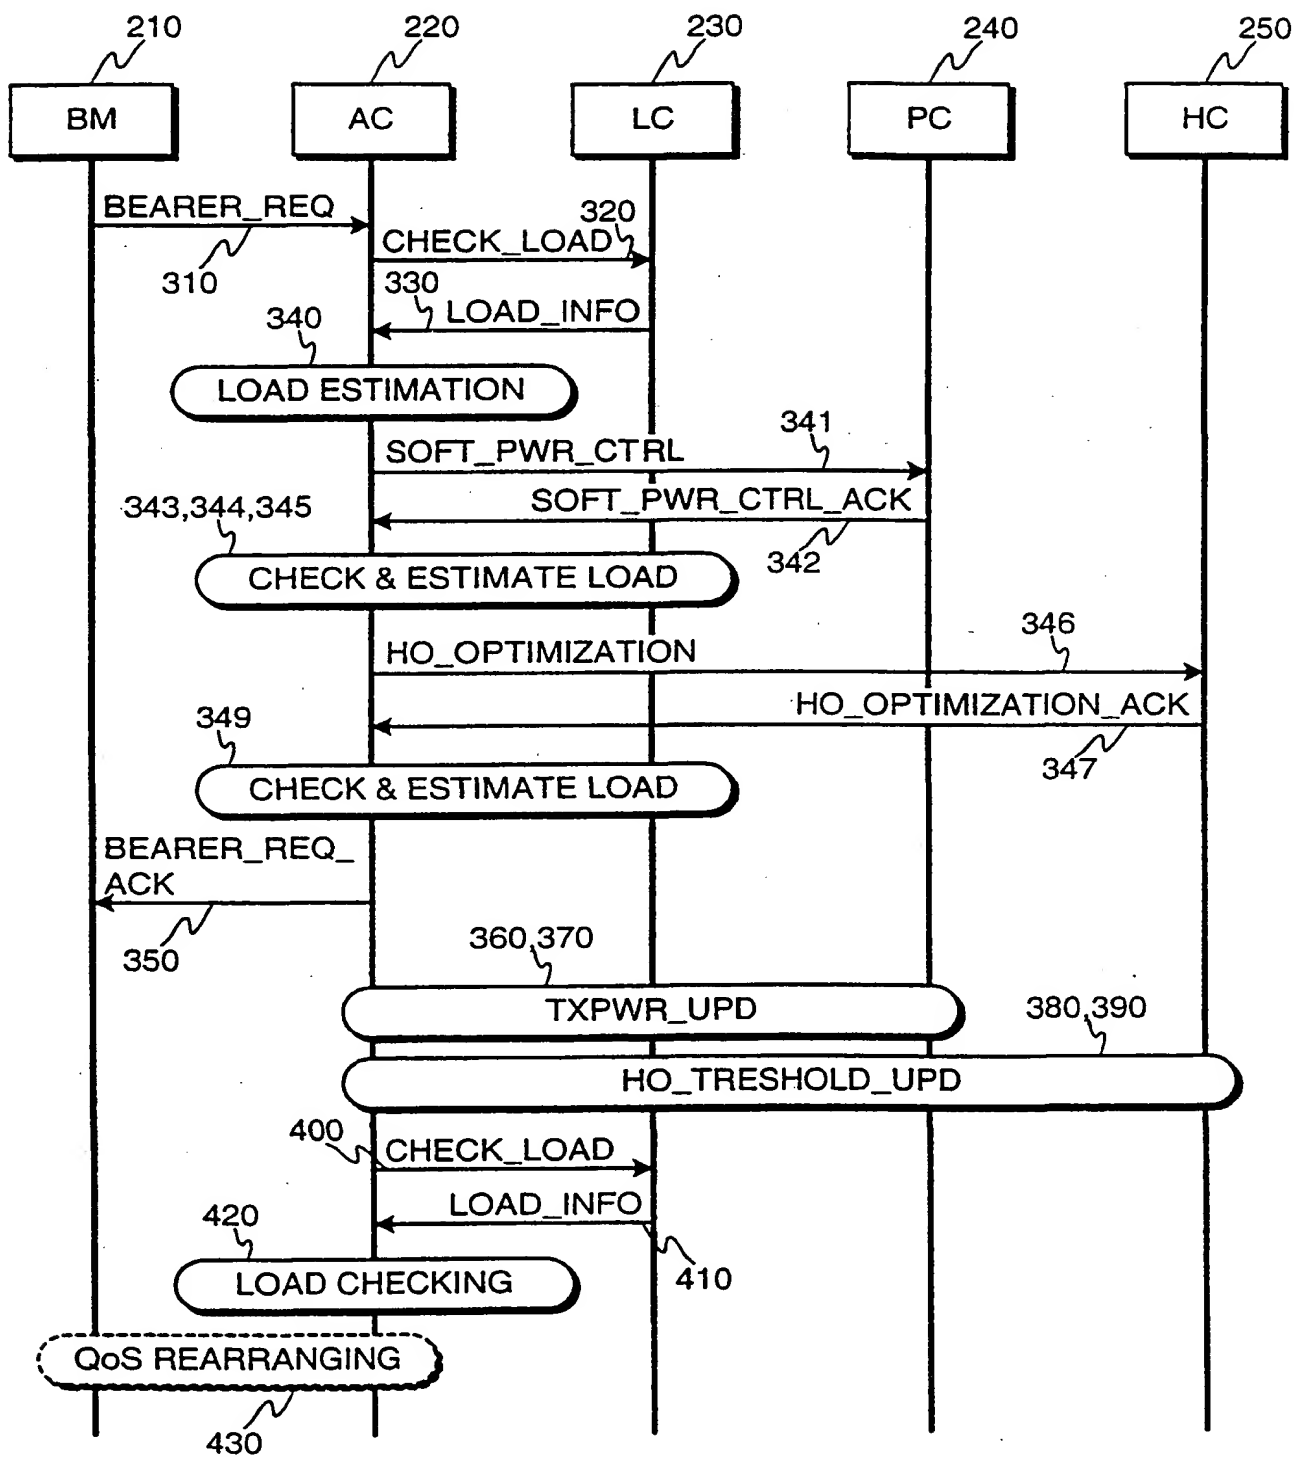 210 220 230 240 250
BM AC LC PC HC
BEARER_REQ
320
CHECK_LOAD
310
330
LOAD_INFO
340
LOAD ESTIMATION
341
SOFT_PWR_CTRL
SOFT_PWR_CTRL_ACK
343,344,345
342
CHECK & ESTIMATE LOAD
346
HO_OPTIMIZATION
HO_OPTIMIZATION_ACK
349
347
CHECK & ESTIMATE LOAD
BEARER_REQ_
ACK
350
360,370
TXPWR_UPD
380,390
HO_TRESHOLD_UPD
400
CHECK_LOAD
LOAD_INFO
420
410
LOAD CHECKING
QoS REARRANGING
430